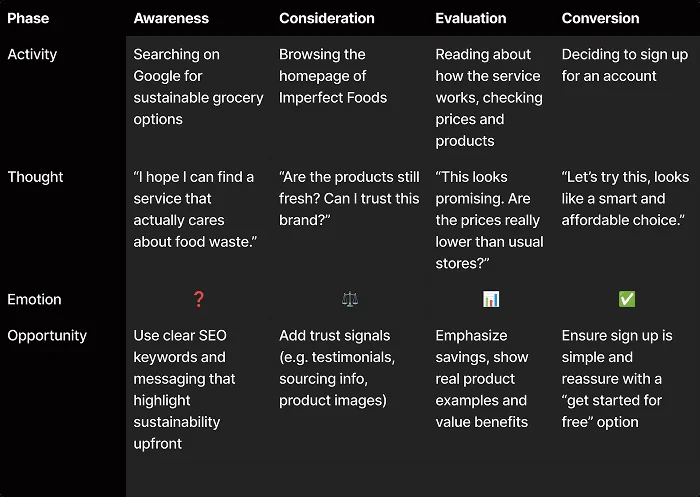 Phase Awareness Consideration Evaluation Conversion
Activity
Searching on
Google for
sustainable grocery
options
Browsing the
homepage of
Imperfect Foods
Reading about
how the service
works, checking
prices and
products
Deciding to sign up
for an account
Thought
“I hope I can find a
service that
actually cares
about food waste.”
“Are the products still
fresh? Can I trust this
brand?”
“This looks
promising. Are
the prices really
lower than usual
stores?”
“Let’s try this, looks
like a smart and
affordable choice.”
Emotion ❓ ⚖️ 📊 ✅
Opportunity
Use clear SEO
keywords and
messaging that
highlight
sustainability
upfront
Add trust signals
(e.g. testimonials,
sourcing info,
product images)
Emphasize
savings, show
real product
examples and
value benefits
Ensure sign up is
simple and
reassure with a
“get started for
free” option